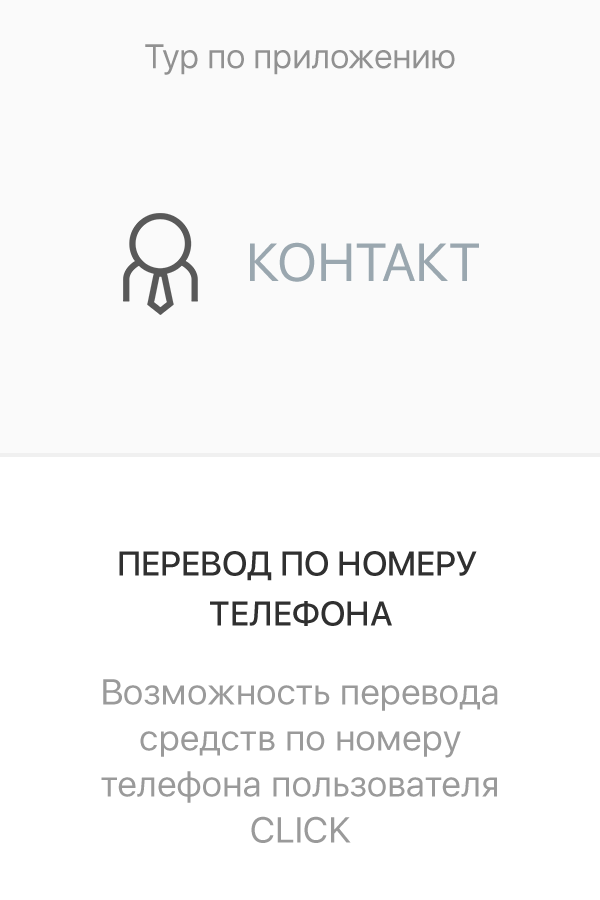 Тур по приложению
КОНТАКТ
ПЕРЕВОД ПО НОМЕРУ
ТЕЛЕФОНА
Возможность перевода
средств по номеру
телефона пользователя
CLICK